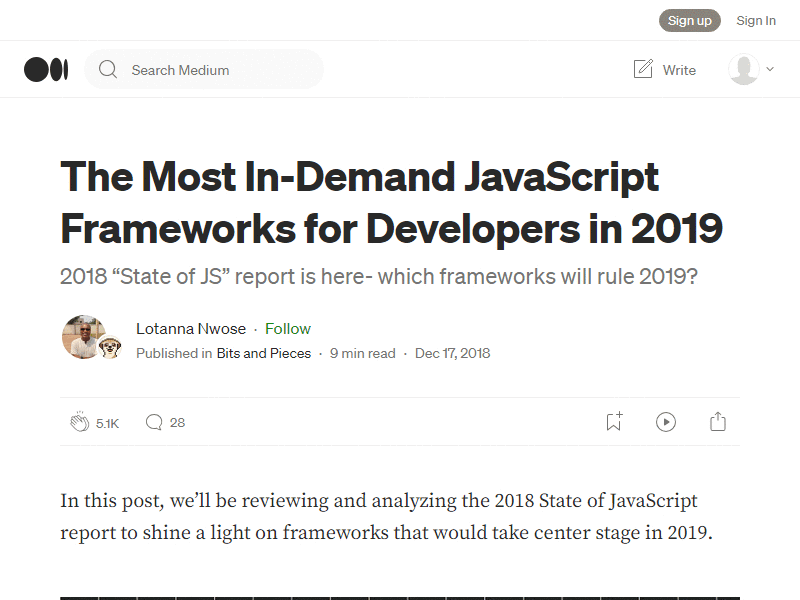 Sign up Sign In
Search Medium Write
The Most In-Demand JavaScript
Frameworks for Developers in 2019
2018 “State of JS” report is here- which frameworks will rule 2019?
Lotanna Nwose · Follow
Published in Bits and Pieces · 9 min read · Dec 17, 2018
5.1K 28
In this post, we’ll be reviewing and analyzing the 2018 State of JavaScript
report to shine a light on frameworks that would take center stage in 2019.